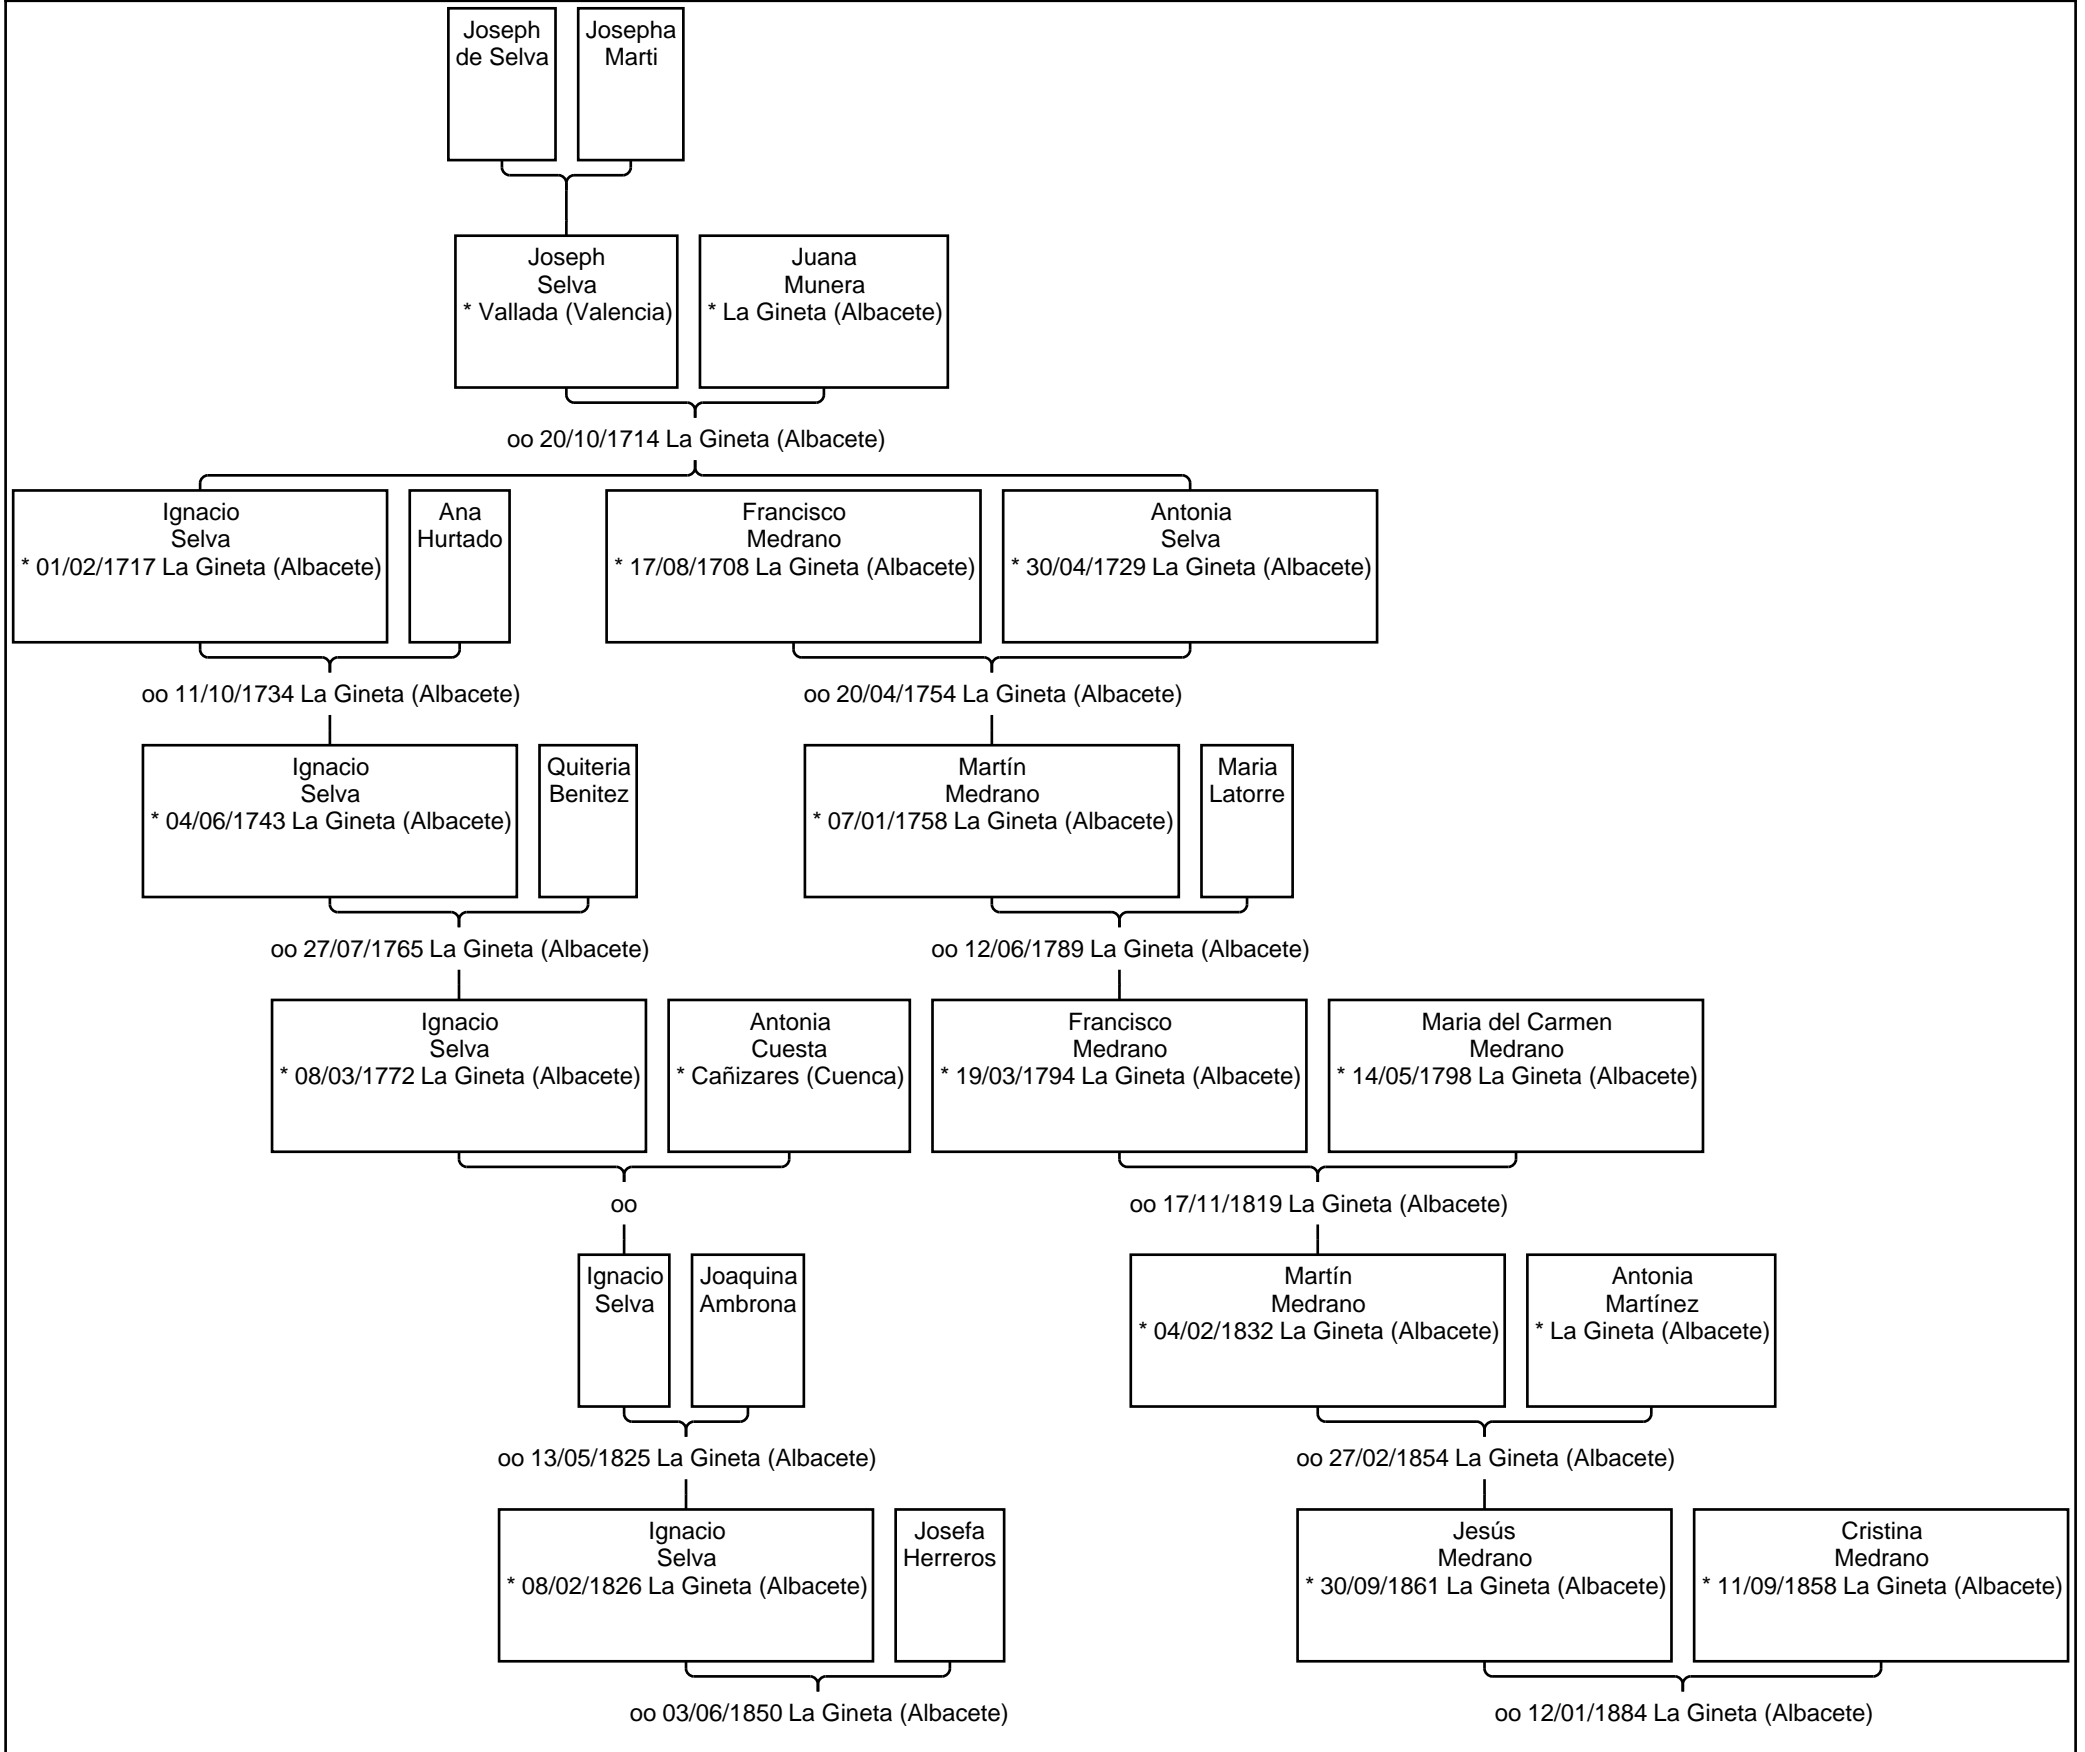 Joseph
de Selva
Josepha
Marti
Joseph
Selva
* Vallada (Valencia)
Juana
Munera
* La Gineta (Albacete)
oo 20/10/1714 La Gineta (Albacete)
Ignacio
Selva
* 01/02/1717 La Gineta (Albacete)
Ana
Hurtado
Francisco
Medrano
* 17/08/1708 La Gineta (Albacete)
Antonia
Selva
* 30/04/1729 La Gineta (Albacete)
oo 11/10/1734 La Gineta (Albacete)
oo 20/04/1754 La Gineta (Albacete)
Ignacio
Selva
* 04/06/1743 La Gineta (Albacete)
Quiteria
Benitez
Martín
Medrano
* 07/01/1758 La Gineta (Albacete)
Maria
Latorre
oo 27/07/1765 La Gineta (Albacete)
oo 12/06/1789 La Gineta (Albacete)
Ignacio
Selva
* 08/03/1772 La Gineta (Albacete)
Antonia
Cuesta
* Cañizares (Cuenca)
Francisco
Medrano
* 19/03/1794 La Gineta (Albacete)
Maria del Carmen
Medrano
* 14/05/1798 La Gineta (Albacete)
oo
oo 17/11/1819 La Gineta (Albacete)
Ignacio
Selva
Joaquina
Ambrona
Martín
Medrano
* 04/02/1832 La Gineta (Albacete)
Antonia
Martínez
* La Gineta (Albacete)
oo 13/05/1825 La Gineta (Albacete)
oo 27/02/1854 La Gineta (Albacete)
Ignacio
Selva
* 08/02/1826 La Gineta (Albacete)
Josefa
Herreros
Jesús
Medrano
* 30/09/1861 La Gineta (Albacete)
Cristina
Medrano
* 11/09/1858 La Gineta (Albacete)
oo 03/06/1850 La Gineta (Albacete)
oo 12/01/1884 La Gineta (Albacete)